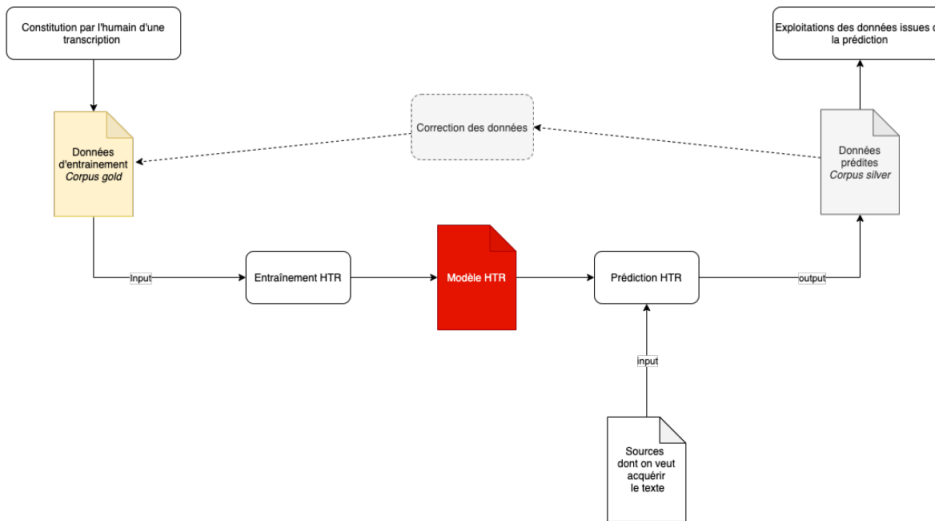 Constitution par l'humain d'une
transcription
Exploitations des données issues
la prédiction
Correction des données
Données
d'entrainement
Corpus gold
Données
prédites
Corpus silver
Input
Entraînement HTR
Modèle HTR
Prédiction HTR
output
input
Sources
dont on veut
acquérir
le texte